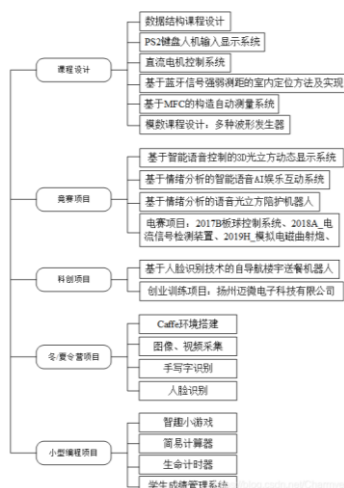 课程设计
数据结构课程设计
PS2键盘人机输入显示系统
直流电机控制系统
基于蓝牙信号强弱测距的室内定位方法及实现
基于MFC的构造自动测量系统
模数课程设计：多种波形发生器
竞赛项目
基于智能语音控制的3D光立方动态显示系统
基于情绪分析的智能语音AI娱乐互动系统
基于情绪分析的语音光立方陪护机器人
电赛项目：2017B板球控制系统、2018A_电
流信号检测装置、2019H_模拟电磁曲射炮、
科创项目
基于人脸识别技术的自导航楼宇送餐机器人
创业训练项目：扬州迈微电子科技有限公司
冬/夏令营项目
Caffe环境搭建
图像、视频采集
手写字识别
人脸识别
小型编程项目
智趣小游戏
简易计算器
生命计时器
学生成绩管理系统